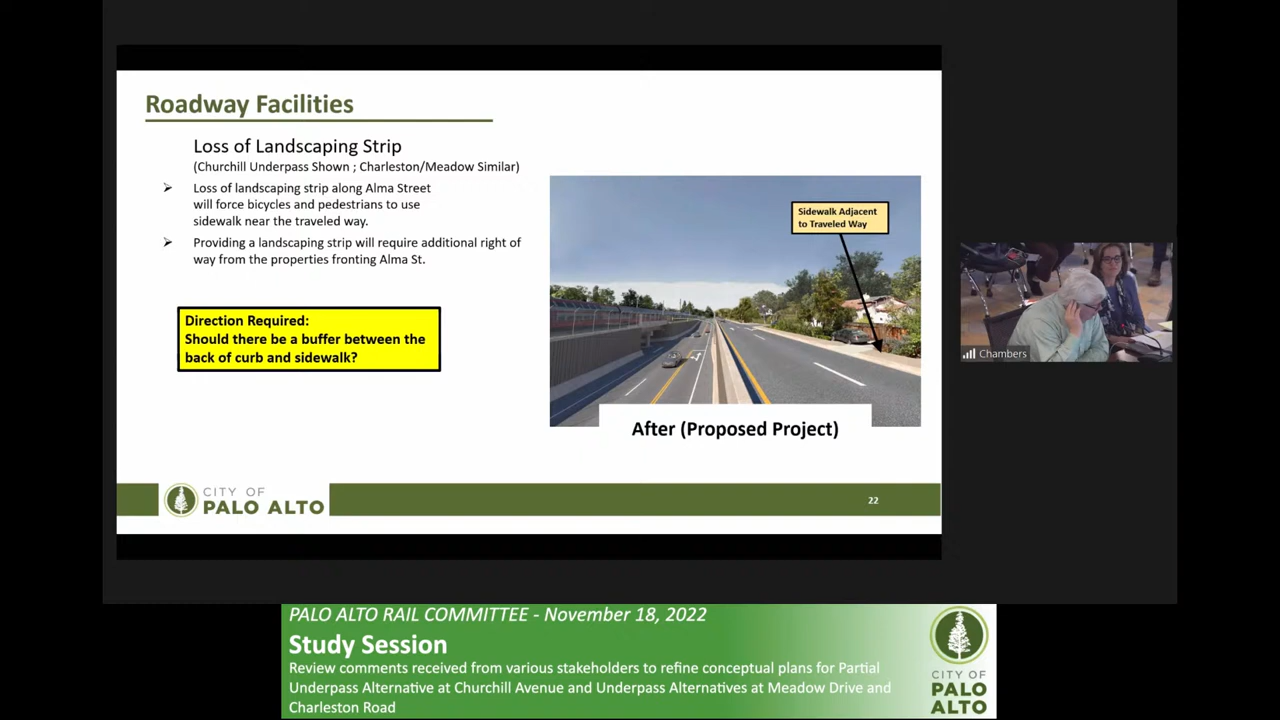 Roadway Facilities
Loss of Landscaping Strip
(Churchill Underpass Shown ; Charleston/Meadow Similar)
Loss of landscaping strip along Alma Street
will force bicycles and pedestrians to use
sidewalk near the traveled way.
Providing a landscaping strip will require additional right of
way from the properties fronting Alma St.
Direction Required:
Should there be a buffer between the
back of curb and sidewalk?
Sidewalk Adjacent
to Traveled Way
After (Proposed Project)
CITY OF
PALO ALTO
22
Chambers
PALO ALTO RAIL COMMITTEE - November 18, 2022
Study Session
Review comments received from various stakeholders to refine conceptual plans for Partial
Underpass Alternative at Churchill Avenue and Underpass Alternatives at Meadow Drive and
Charleston Road
CITY OF
PALO
ALTO